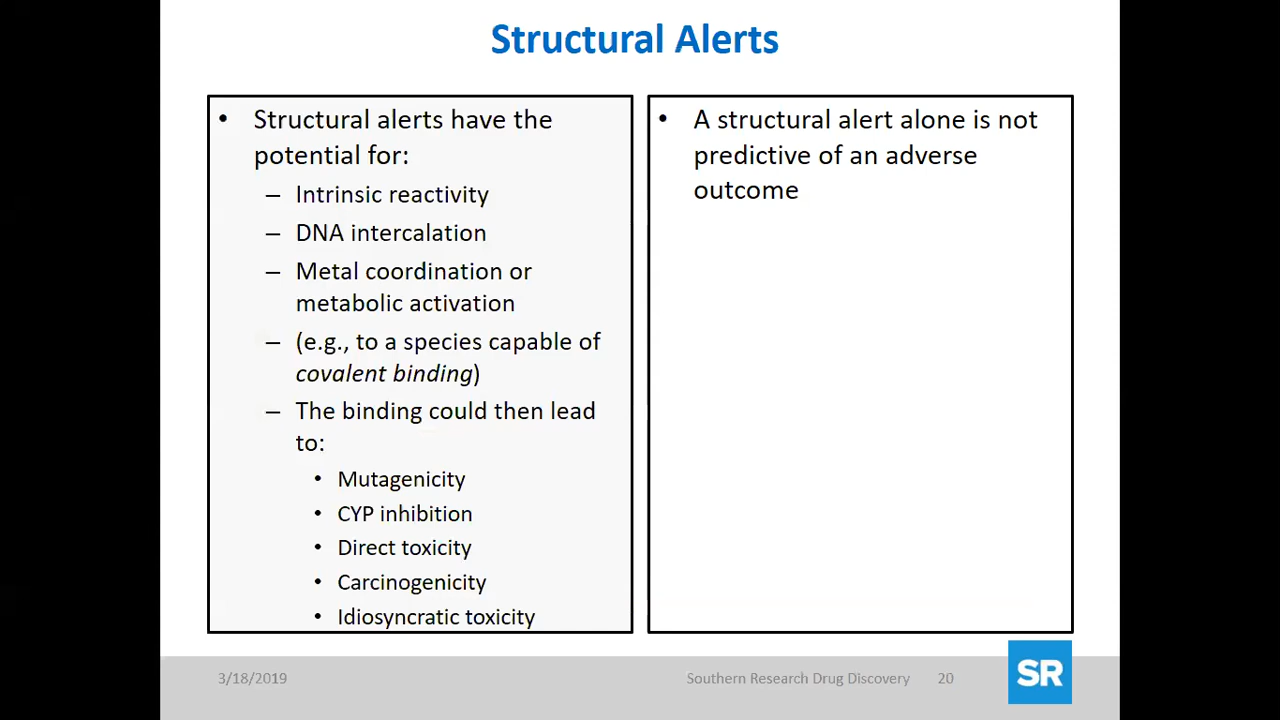 Structural Alerts
• Structural alerts have the
potential for:
– Intrinsic reactivity
– DNA intercalation
– Metal coordination or
metabolic activation
– (e.g., to a species capable of
covalent binding)
– The binding could then lead
to:
• Mutagenicity
• CYP inhibition
• Direct toxicity
• Carcinogenicity
• Idiosyncratic toxicity
• A structural alert alone is not
predictive of an adverse
outcome
3/18/2019
Southern Research Drug Discovery
20
SR